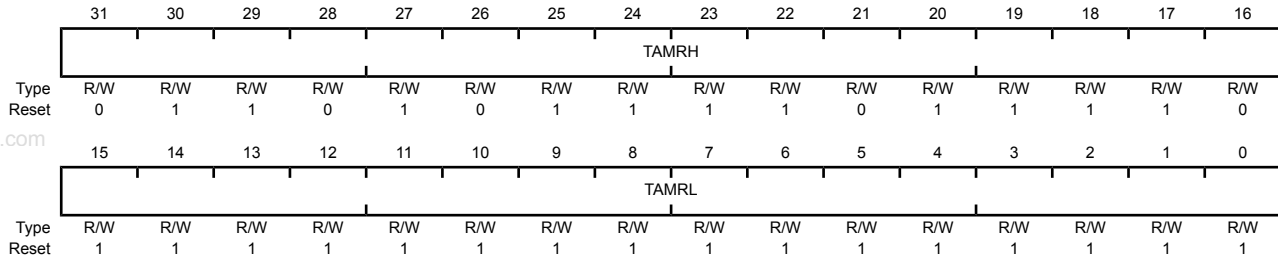 31 30 29 28 27 26 25 24 23 22 21 20 19 18 17 16
TAMRH
Type R/W R/W R/W R/W R/W R/W R/W R/W R/W R/W R/W R/W R/W R/W R/W R/W
Reset 0 1 1 0 1 0 1 1 1 1 0 1 1 1 1 0
.com
15 14 13 12 11 10 9 8 7 6 5 4 3 2 1 0
TAMRL
Type R/W R/W R/W R/W R/W R/W R/W R/W R/W R/W R/W R/W R/W R/W R/W R/W
Reset 1 1 1 1 1 1 1 1 1 1 1 1 1 1 1 1